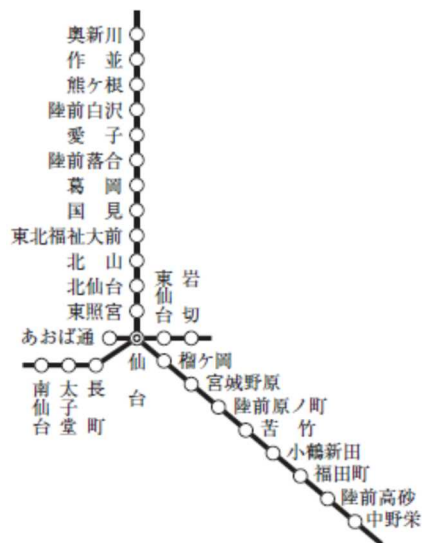 奥新川
作並
熊ケ根
陸前白沢
愛子
陸前落合
葛岡
国見
東北福祉大前
北山
北仙台
東照宮
東仙台
岩切
あおば通
仙台
長町
太子堂
南仙台
榴ケ岡
宮城野原
陸前原ノ町
苦竹
小鶴新田
福田町
陸前高砂
中野栄